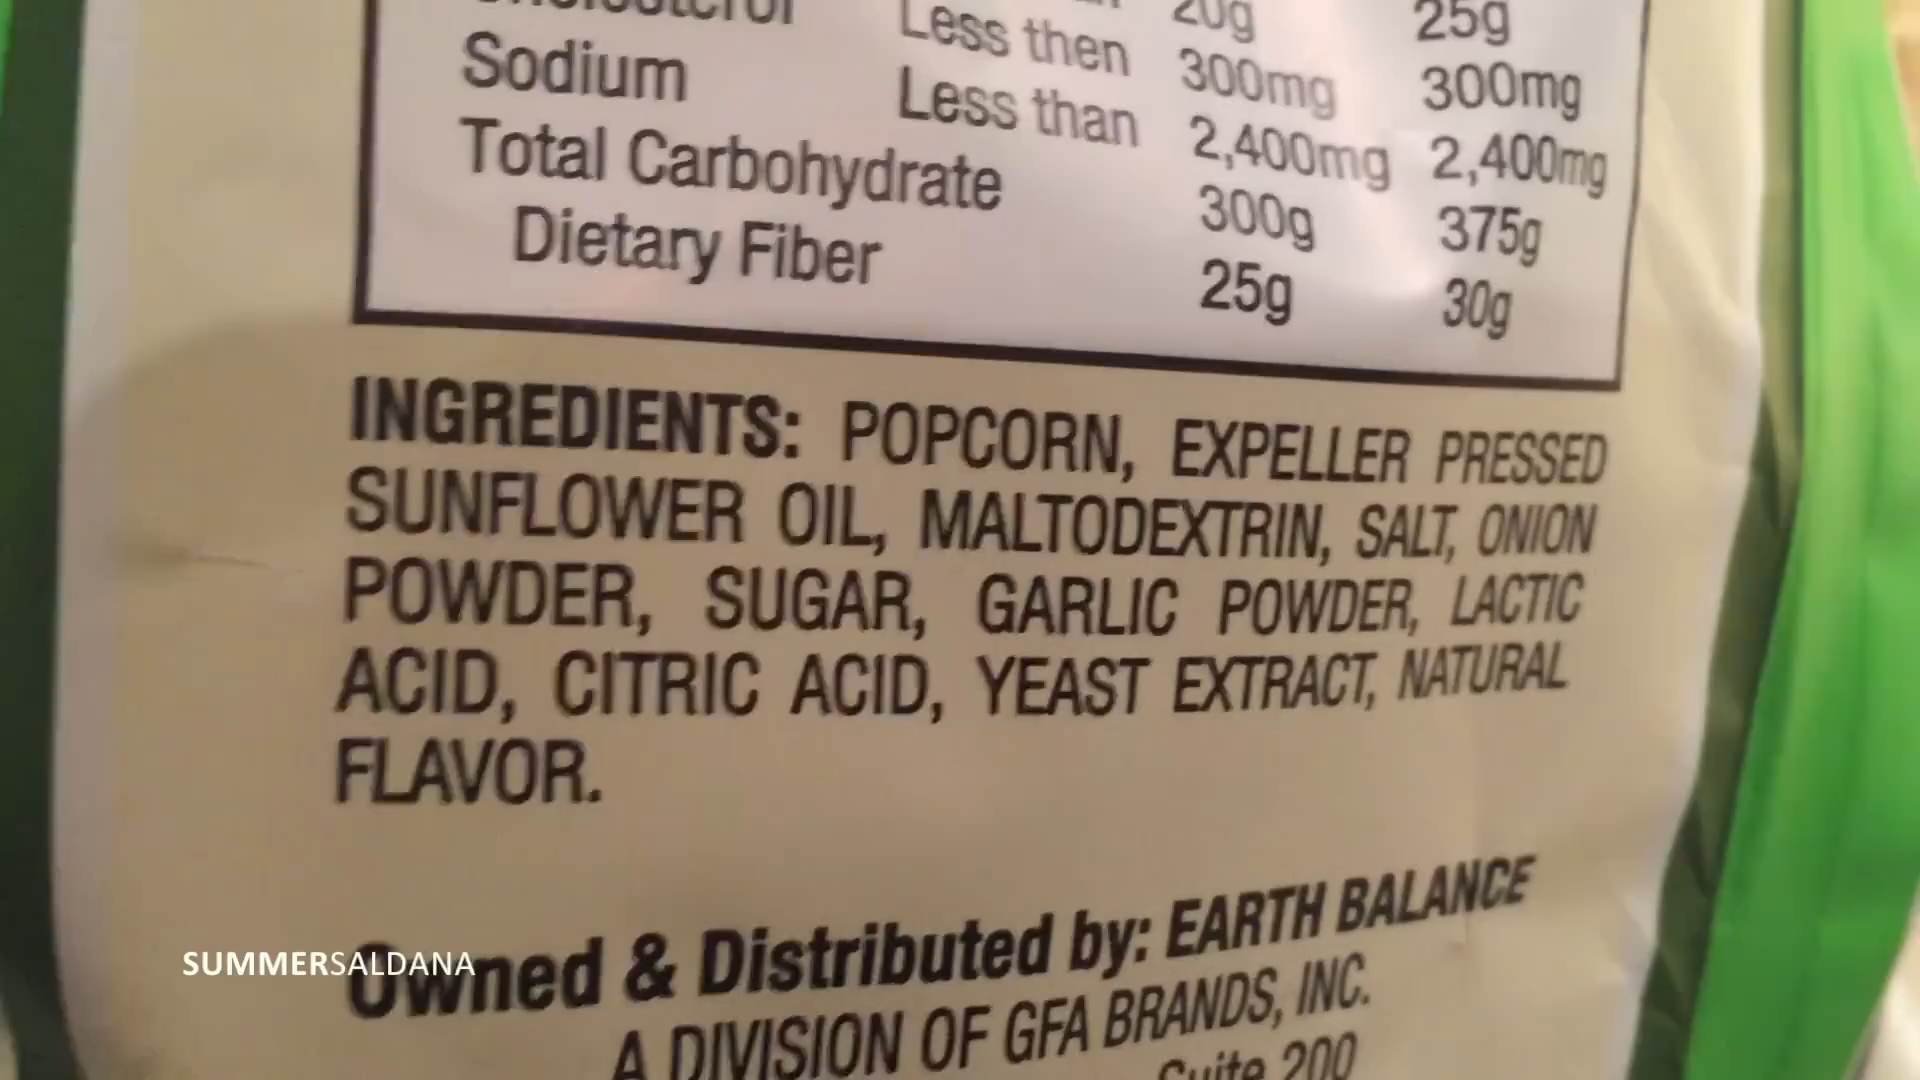 Cholesterol Less then 300mg 300mg
20g 25g
Sodium Less than 2,400mg 2,400mg
Total Carbohydrate 300g 375g
Dietary Fiber 25g 30g
INGREDIENTS: POPCORN, EXPELLER PRESSED
SUNFLOWER OIL, MALTODEXTRIN, SALT, ONION
POWDER, SUGAR, GARLIC POWDER, LACTIC
ACID, CITRIC ACID, YEAST EXTRACT, NATURAL
FLAVOR.
Owned & Distributed by: EARTH BALANCE
A DIVISION OF GFA BRANDS, INC.
Suite 200
SUMMERSALDANA